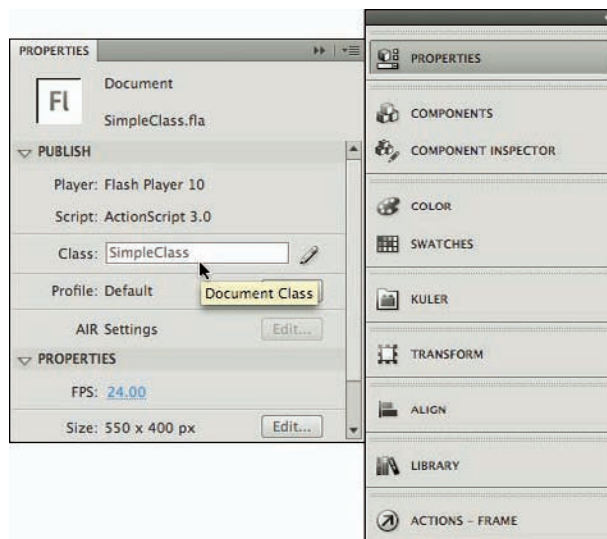 PROPERTIES
Fl
Document
SimpleClass.fla
PUBLISH
Player: Flash Player 10
Script: ActionScript 3.0
Class: SimpleClass
Profile: Default
Document Class
AIR Settings Edit...
PROPERTIES
FPS: 24.00
Size: 550 x 400 px Edit...
PROPERTIES
COMPONENTS
COMPONENT INSPECTOR
COLOR
SWATCHES
KULER
TRANSFORM
ALIGN
LIBRARY
ACTIONS – FRAME